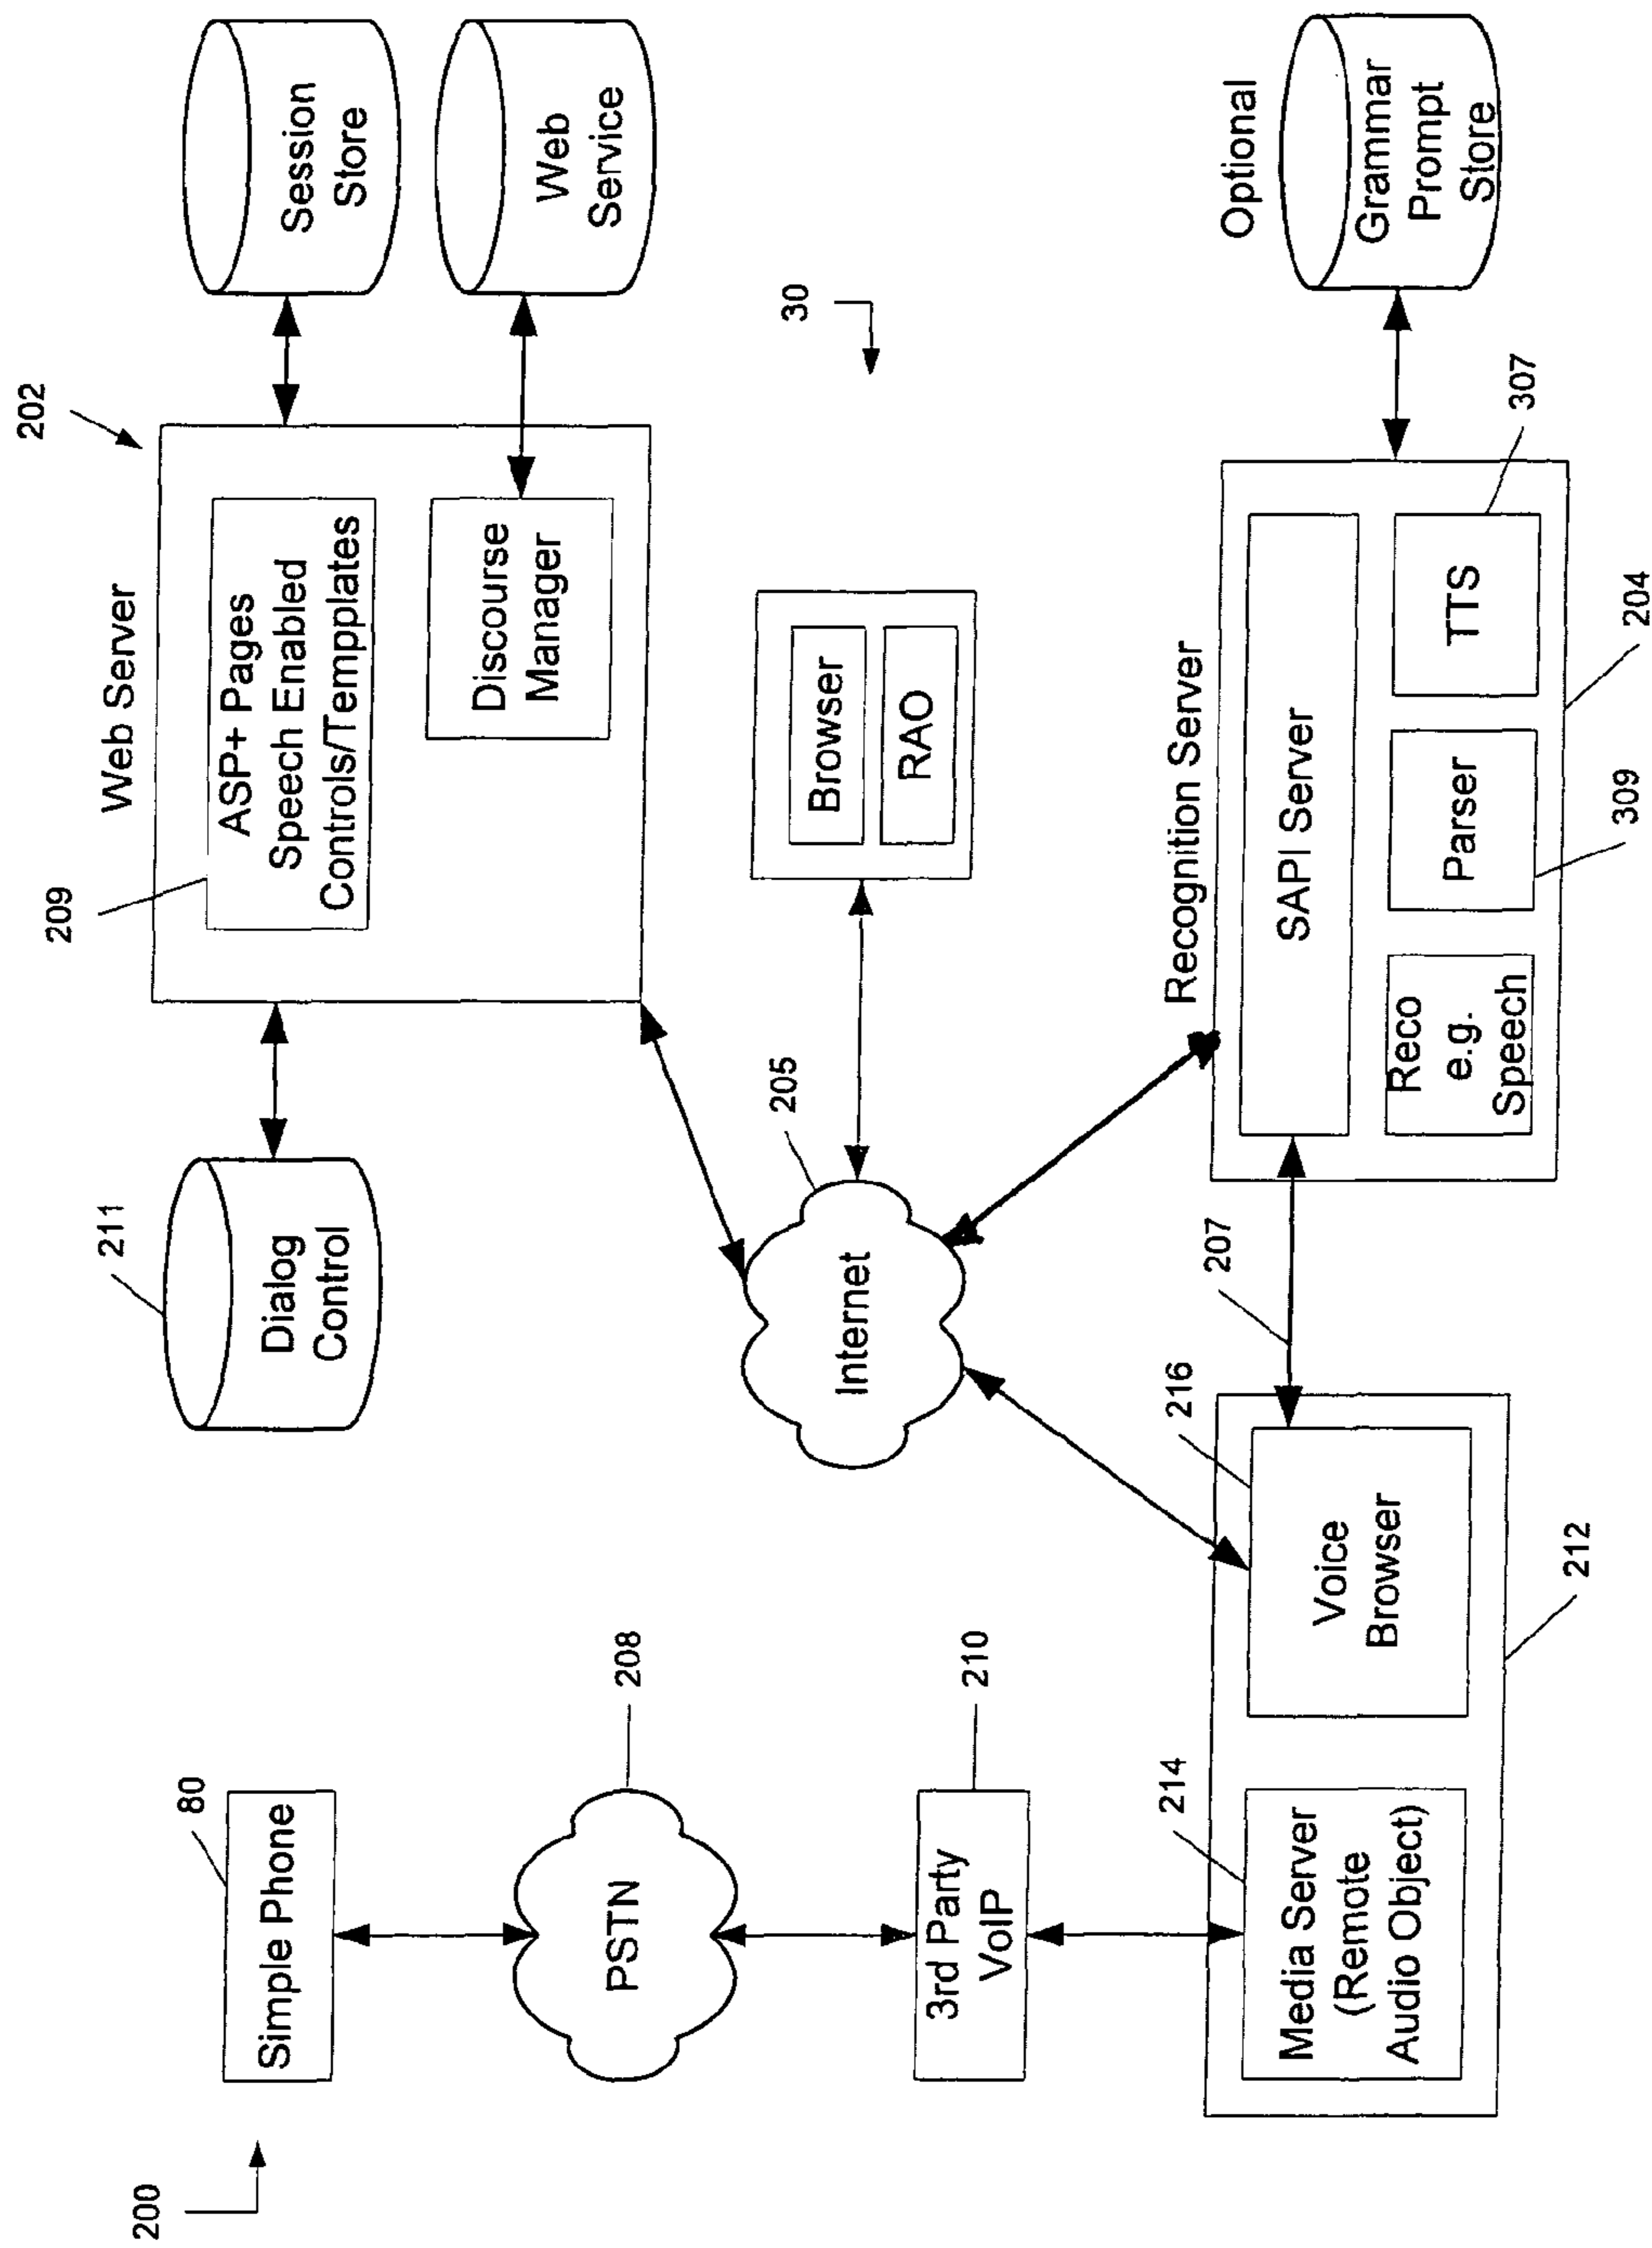 200
Simple Phone
80
PSTN
208
3rd Party
VoIP
210
Media Server
(Remote
Audio Object)
214
Voice
Browser
216
212
211
Dialog
Control
Internet
205
207
Web Server
202
209
ASP+ Pages
Speech Enabled
Controls/Tempplates
Discourse
Manager
Session
Store
Web
Service
30
Browser
RAO
Recognition Server
SAPI Server
Reco
e.g.
Speech
Parser
309
TTS
307
204
Optional
Grammar
Prompt
Store